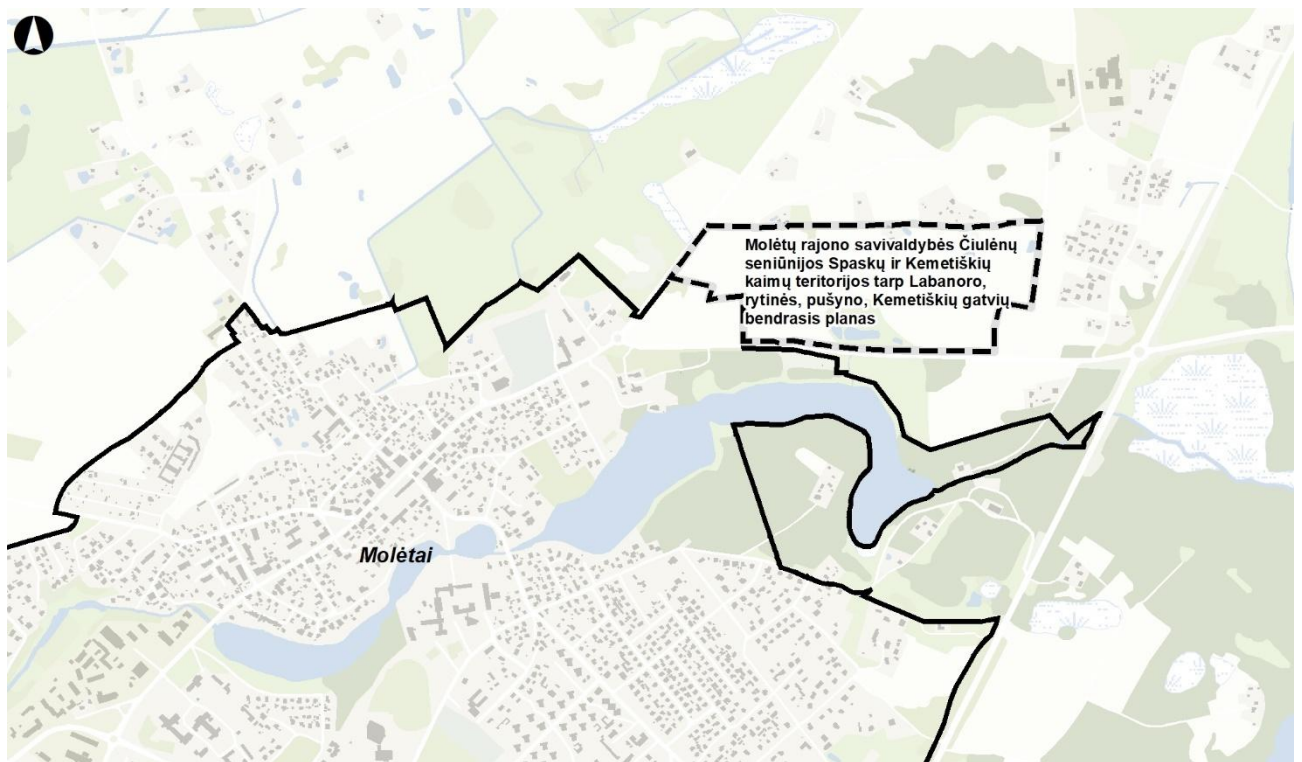 Molėtų rajono savivaldybės Čiulėnų
seniūnijos Spaskų ir Kemetiškių
kaimų teritorijos tarp Labanoro,
rytinės, pušyno, Kemetiškių gatvių
bendrasis planas
Molėtai